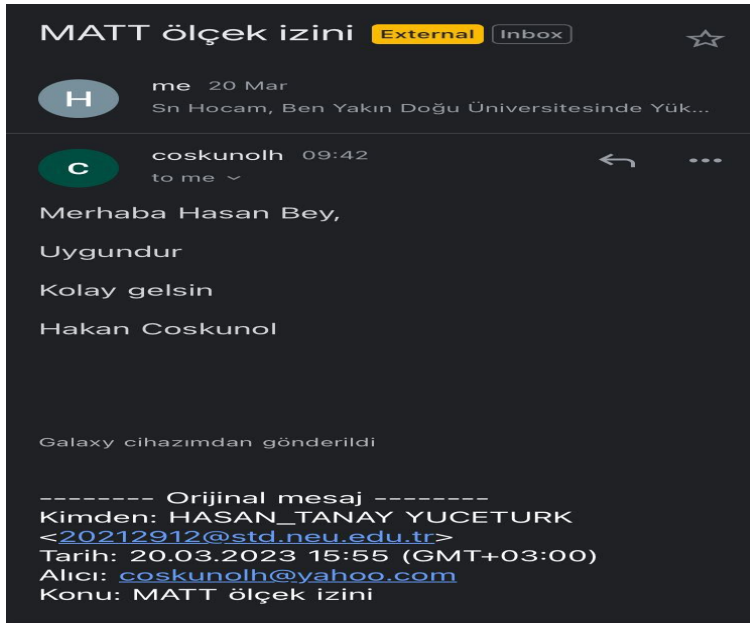 MATT ölçek izini External Inbox
H
me 20 Mar
Sn Hocam, Ben Yakın Doğu Üniversitesinde Yük...
C
coskunolh 09:42
to me
Merhaba Hasan Bey,
Uygundur
Kolay gelsin
Hakan Coskunol
Galaxy cihazımdan gönderildi
-------- Orijinal mesaj --------
Kimden: HASAN_TANAY YUCETURK
<20212912@std.neu.edu.tr>
Tarih: 20.03.2023 15:55 (GMT+03:00)
Alıcı: coskunolh@yahoo.com
Konu: MATT ölçek izini